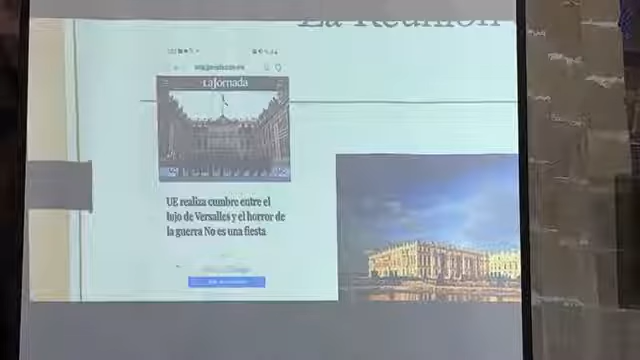 La Reunión
La Jornada
UE realiza cumbre entre el
lujo de Versalles y el horror de
la guerra No es una fiesta